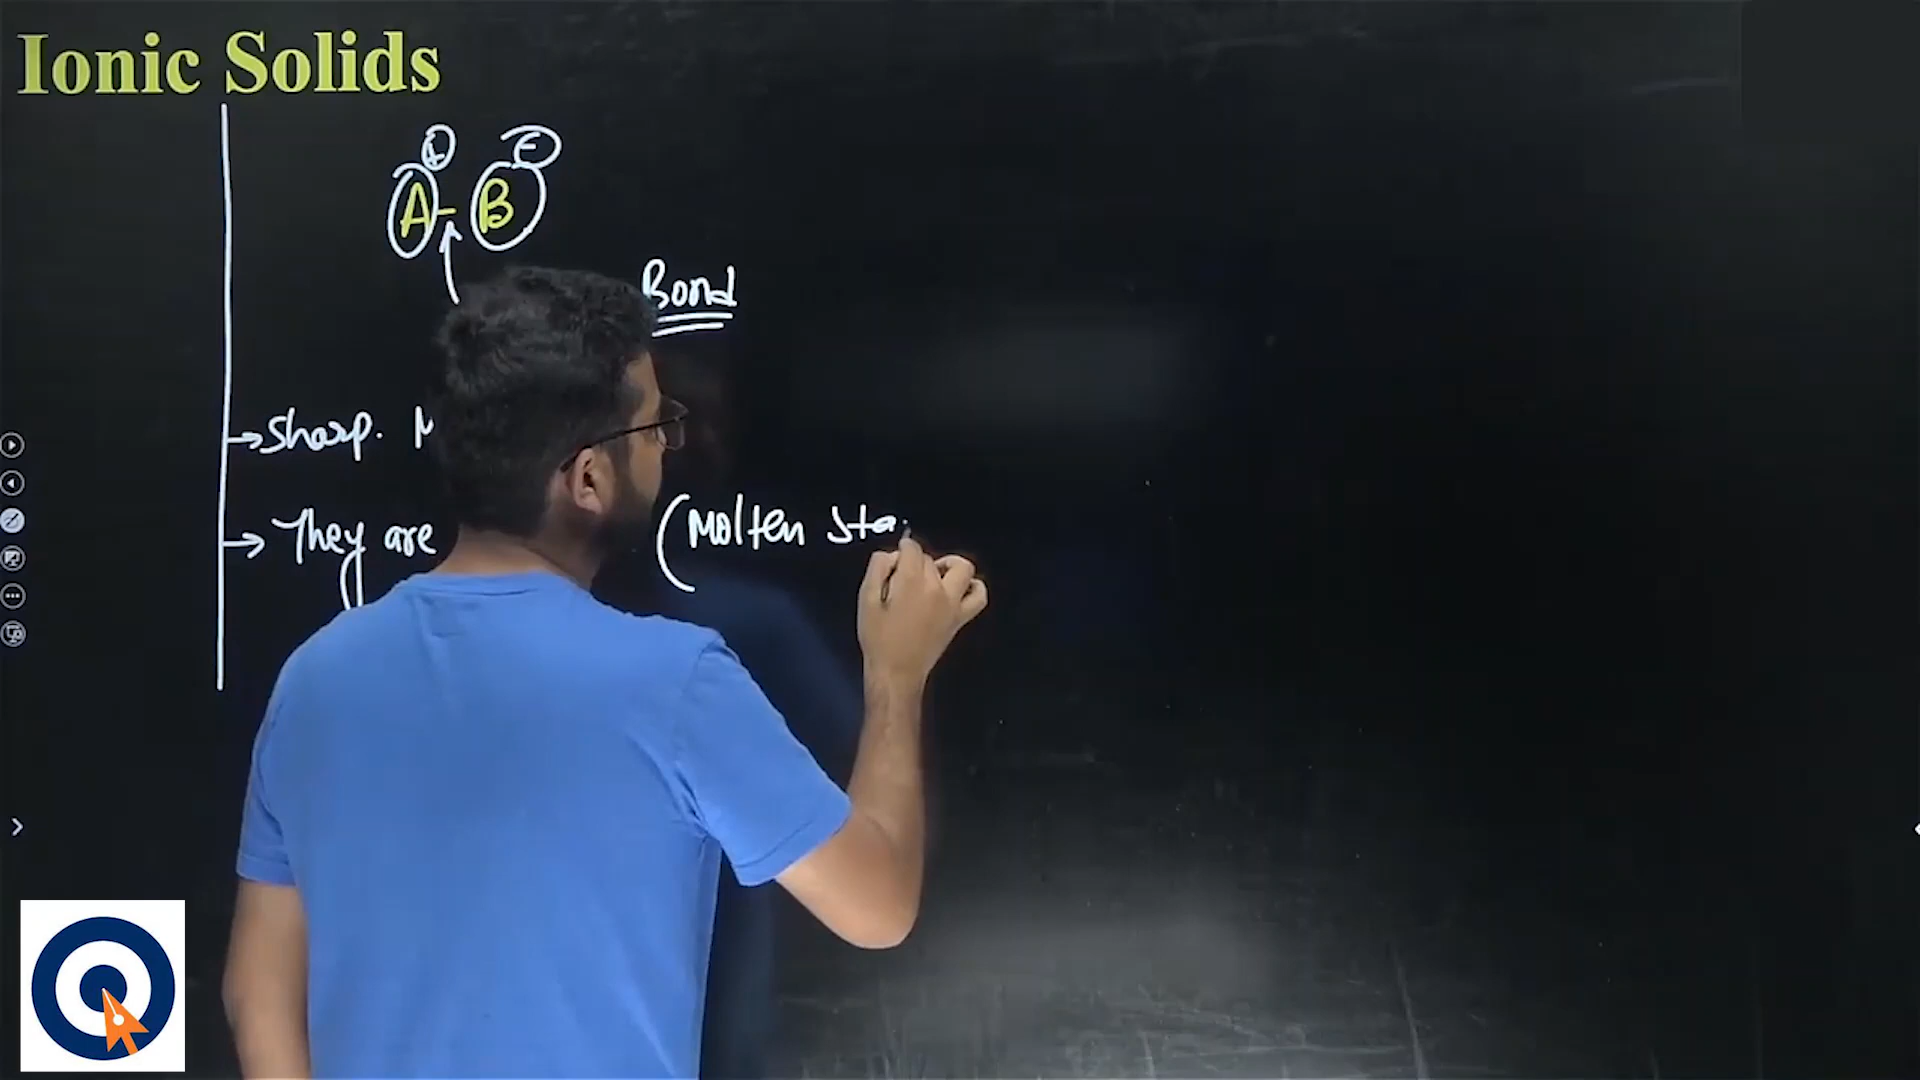 Ionic Solids
A - B
Bond
→ Sharp. M
→ They are (Molten Sta